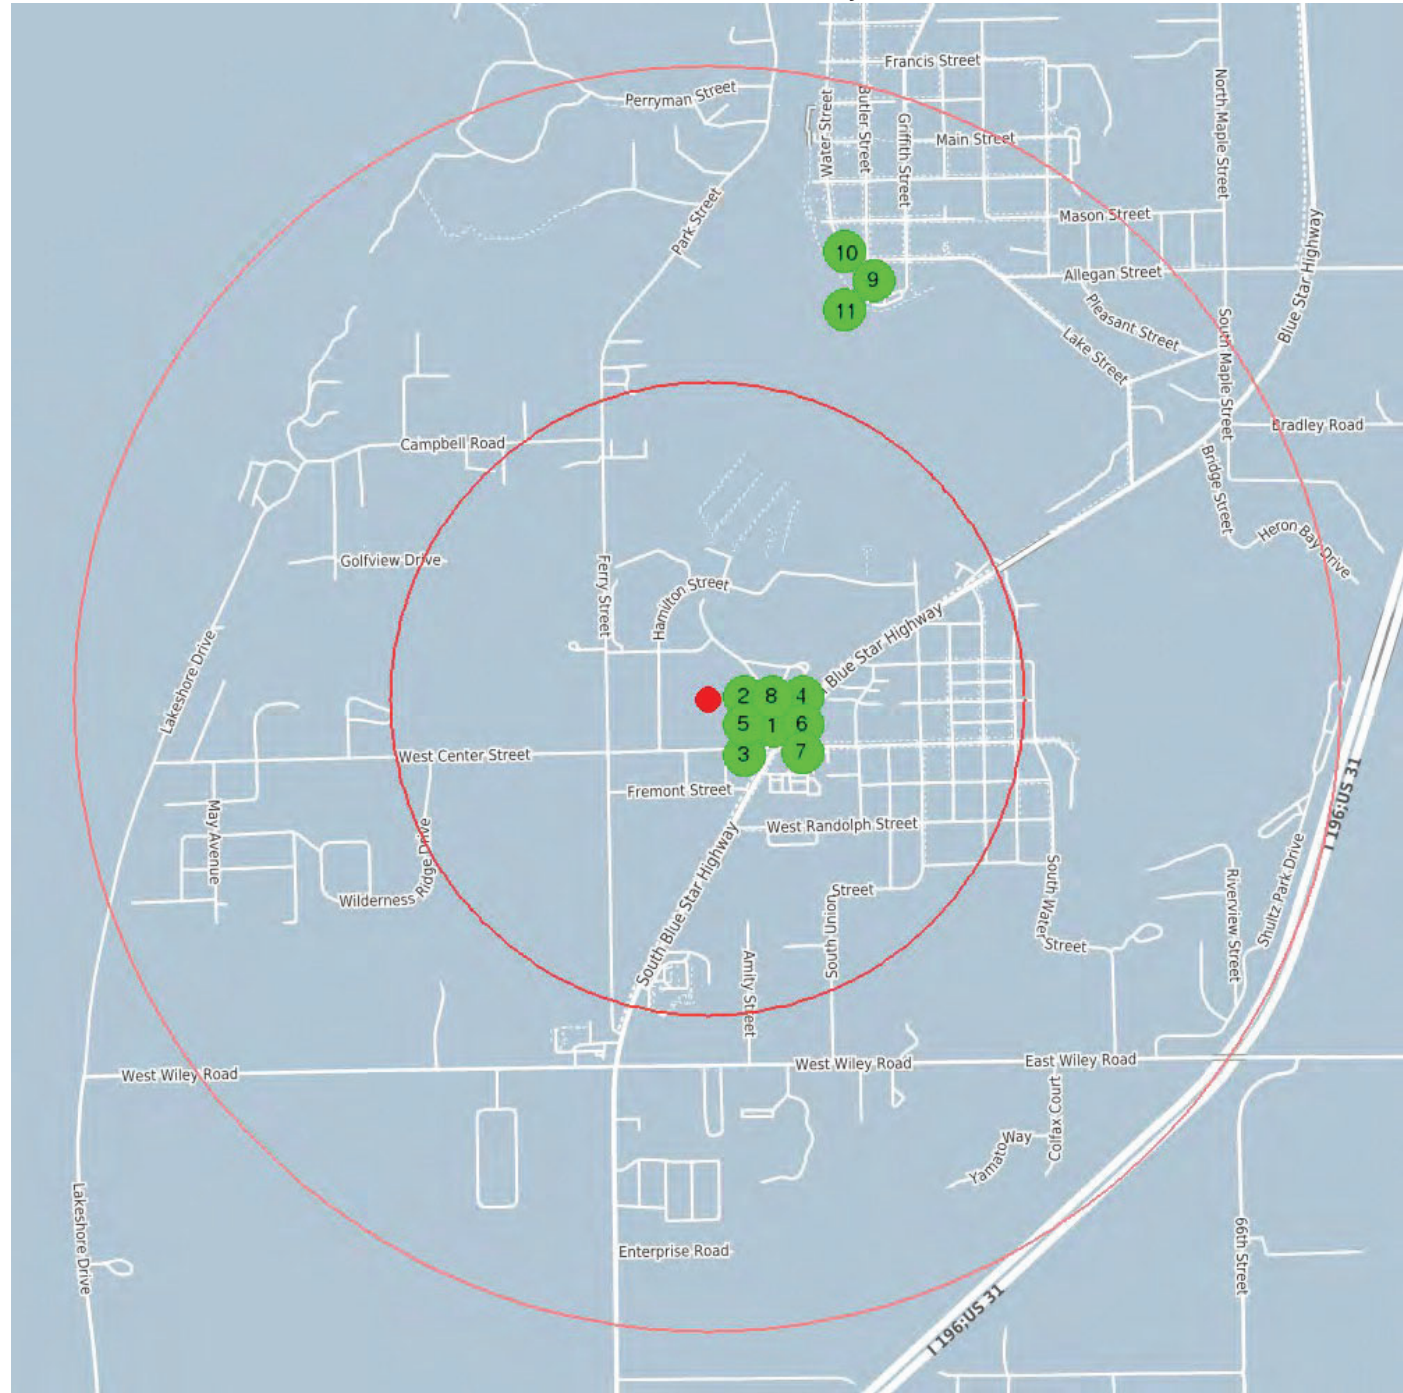 Francis Street
Perryman Street
Water Street
Butler Street
Griffith Street
Main Street
North Maple Street
Park Street
Mason Street
10
9
11
Allegan Street
Blue Star Highway
Pleasant Street
Lake Street
South Maple Street
Campbell Road
Bradley Road
Bridge Street
Heron Bay Drive
Golfview Drive
Ferry Street
Hamilton Street
Blue Star Highway
Lakeshore Drive
2 8 4
5 1 6
3 7
West Center Street
Fremont Street
May Avenue
West Randolph Street
I 196;US 31
Wilderness Ridge Drive
South Blue Star Highway
Street
South Union
South Water
Street
Riverview Street
Shultz Park Drive
Amity Street
West Wiley Road
West Wiley Road
East Wiley Road
Colfax Court
Yamato Way
Lakeshore Drive
Enterprise Road
66th Street
I 196;US 31